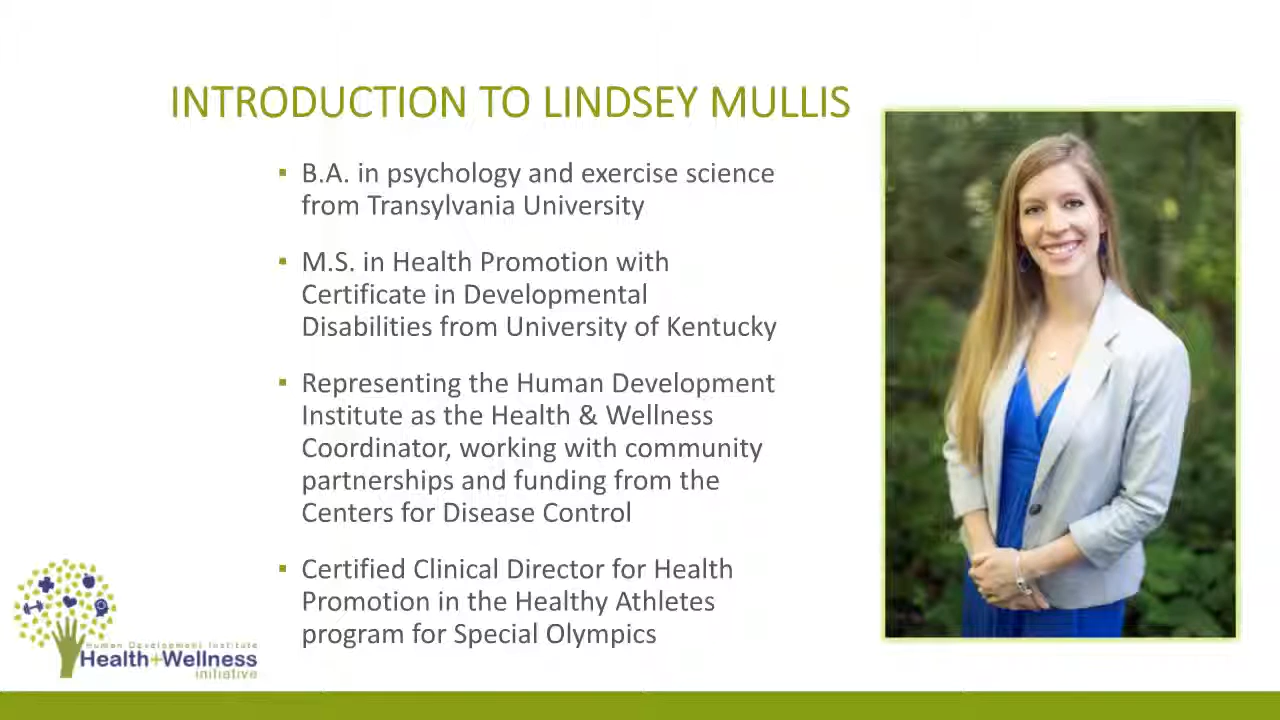 INTRODUCTION TO LINDSEY MULLIS
▪ B.A. in psychology and exercise science
from Transylvania University
▪ M.S. in Health Promotion with
Certificate in Developmental
Disabilities from University of Kentucky
▪ Representing the Human Development
Institute as the Health & Wellness
Coordinator, working with community
partnerships and funding from the
Centers for Disease Control
▪ Certified Clinical Director for Health
Promotion in the Healthy Athletes
program for Special Olympics
Human Development Institute
Health+Wellness
initiative